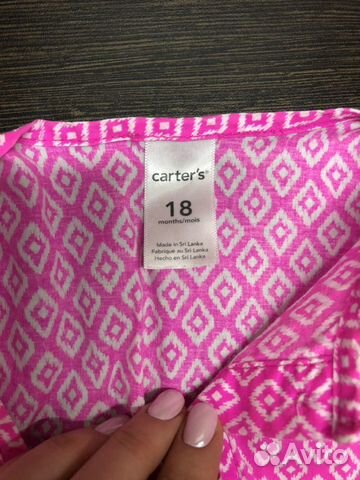 carter's®
18
months/mois
Made in Sri Lanka
Fabriqué au Sri Lanka
Hecho en Sri Lanka
Avito